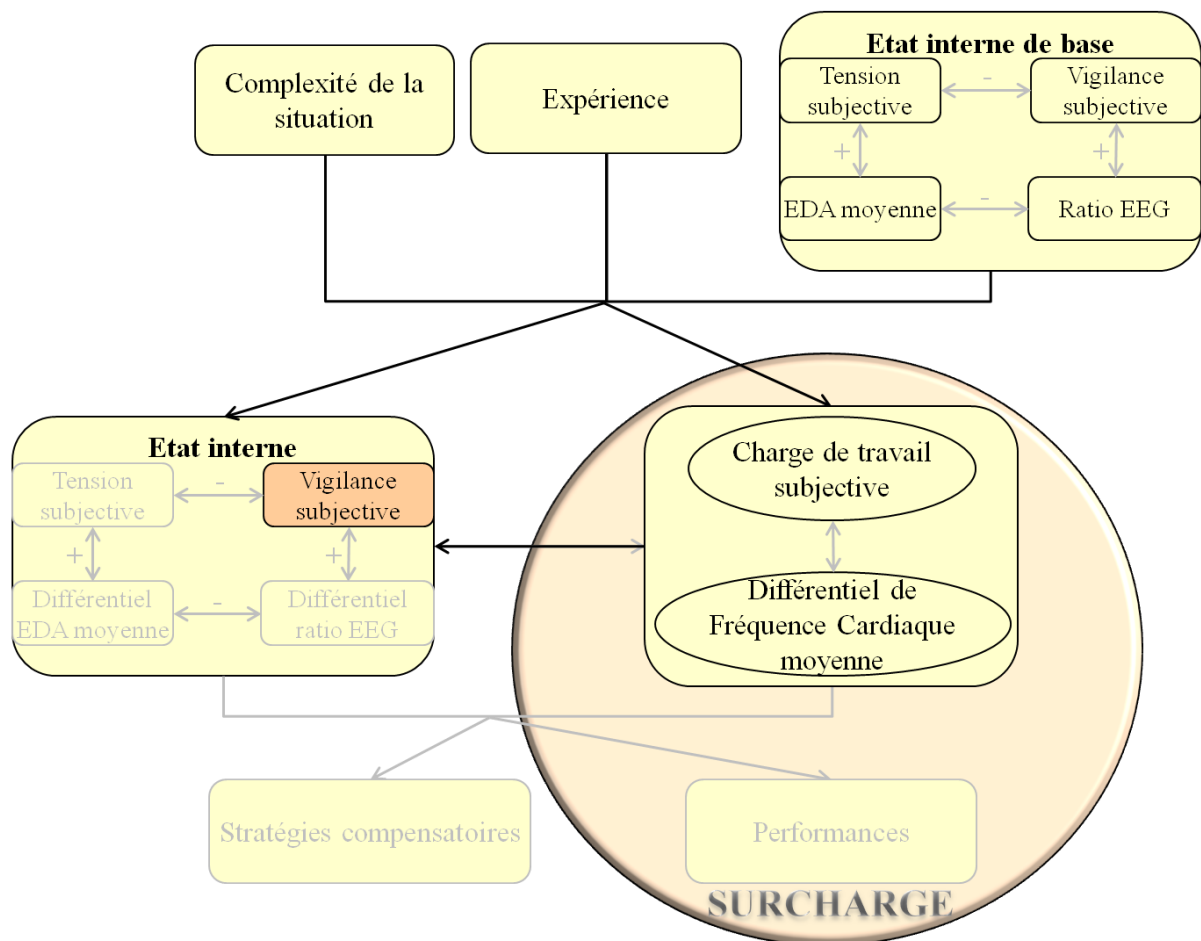 Complexité de la
situation
Expérience
Etat interne de base
Tension
subjective
-
Vigilance
subjective
+
+
EDA moyenne
-
Ratio EEG
Etat interne
Tension
subjective
-
Vigilance
subjective
+
+
Différentiel
EDA moyenne
-
Différentiel
ratio EEG
Charge de travail
subjective
Différentiel de
Fréquence Cardiaque
moyenne
Stratégies compensatoires
Performances
SURCHARGE